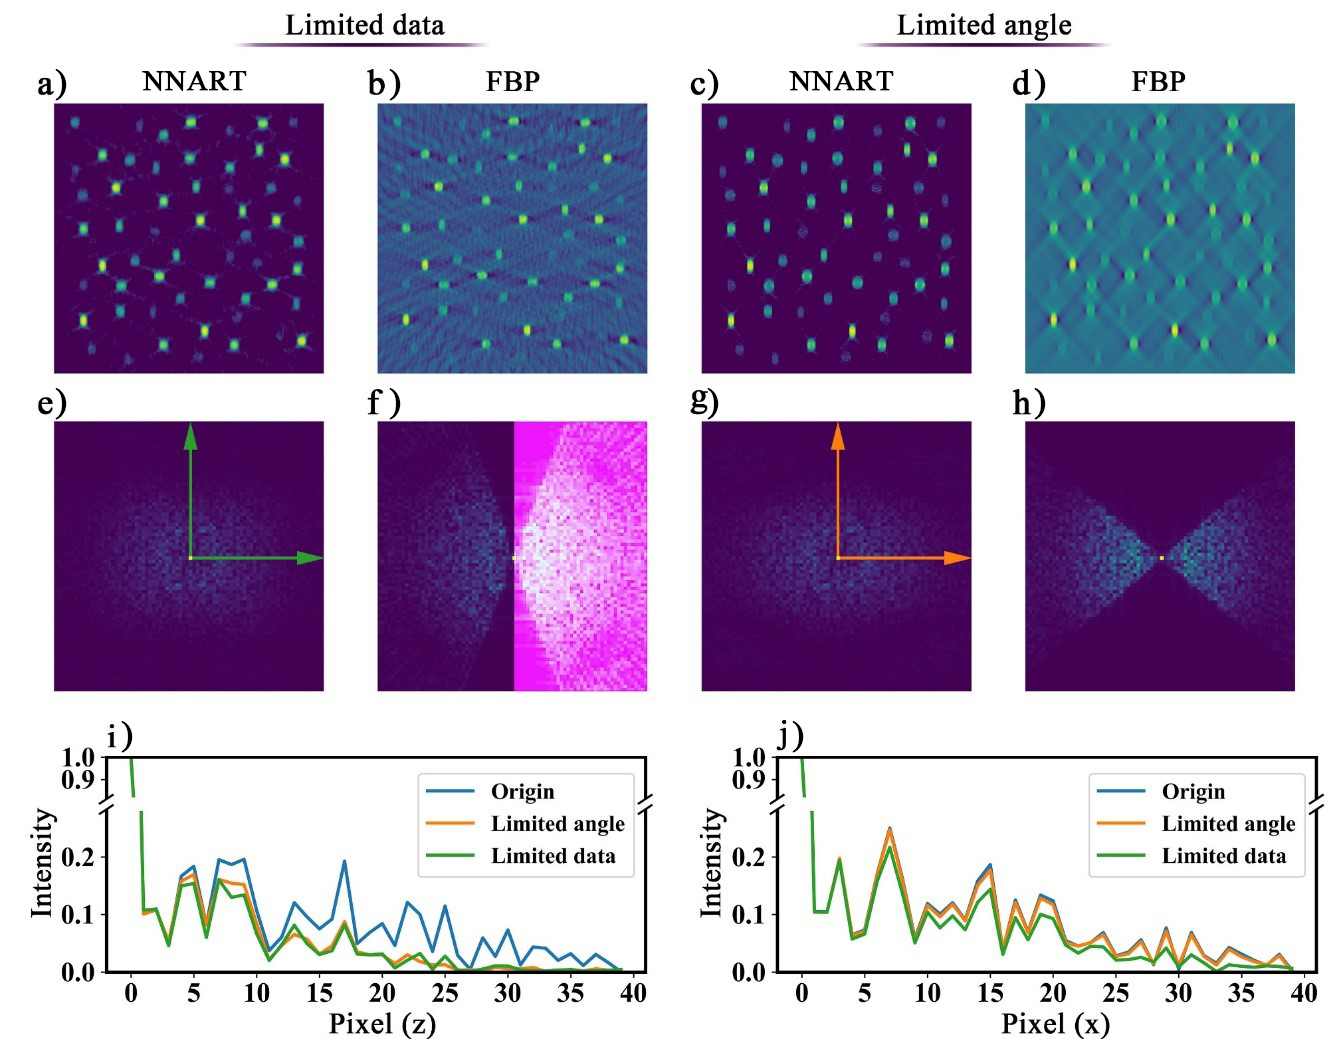 Limited data Limited angle
a) NNART b) FBP c) NNART d) FBP
e) f) g) h)
i) j)
1.0
0.9
0.2
0.1
0.0
Intensity
Origin
Limited angle
Limited data
0 5 10 15 20 25 30 35 40
Pixel (z)
1.0
0.9
0.2
0.1
0.0
Intensity
Origin
Limited angle
Limited data
0 5 10 15 20 25 30 35 40
Pixel (x)